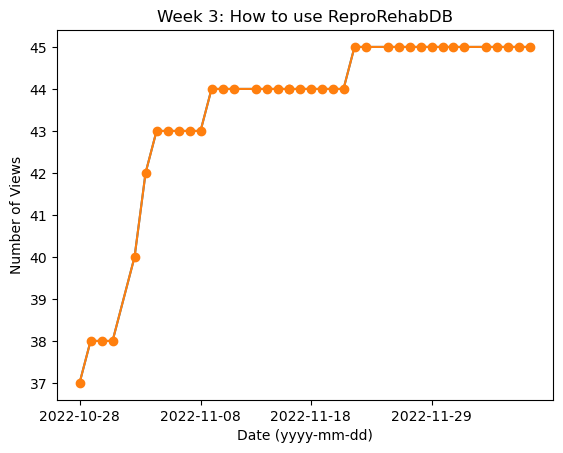 Week 3: How to use ReproRehabDB
45
44
43
42
41
40
39
38
37
Number of Views
2022-10-28 2022-11-08 2022-11-18 2022-11-29
Date (yyyy-mm-dd)